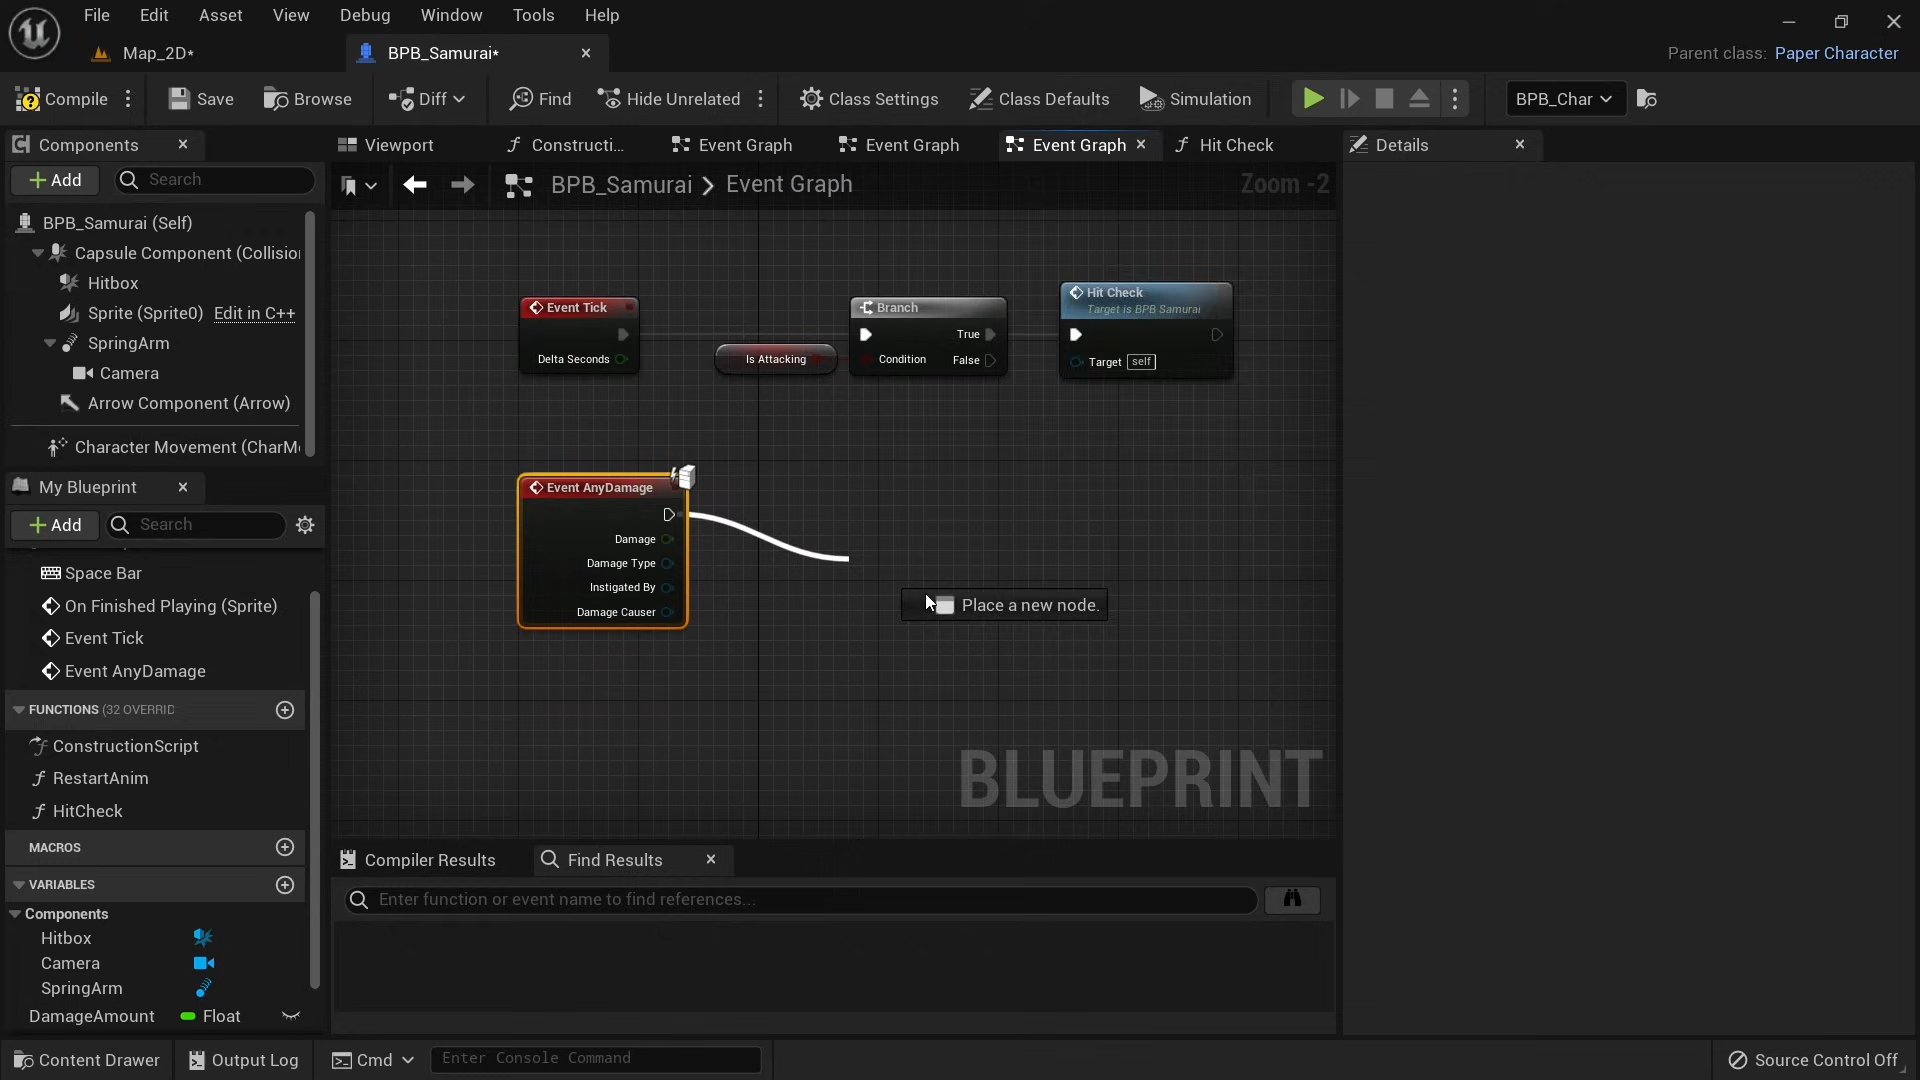 File Edit Asset View Debug Window Tools Help
Map_2D*
BPB_Samurai*
Parent class: Paper Character
Compile
Save
Browse
Diff
Find
Hide Unrelated
Class Settings
Class Defaults
Simulation
BPB_Char
Components
Viewport
Constructi...
Event Graph
Event Graph
Event Graph
Hit Check
Details
Add
Search
BPB_Samurai > Event Graph
Zoom -2
BPB_Samurai (Self)
Capsule Component (Collision
Hitbox
Sprite (Sprite0) Edit in C++
SpringArm
Camera
Arrow Component (Arrow)
Character Movement (CharMo
Event Tick
Delta Seconds
Is Attacking
Branch
True
Condition
False
Hit Check
Target is BPB Samurai
Target self
My Blueprint
Add
Search
Space Bar
On Finished Playing (Sprite)
Event Tick
Event AnyDamage
FUNCTIONS (32 OVERRID
ConstructionScript
RestartAnim
HitCheck
MACROS
VARIABLES
Components
Hitbox
Camera
SpringArm
DamageAmount Float
Event AnyDamage
Damage
Damage Type
Instigated By
Damage Causer
Place a new node.
BLUEPRINT
Compiler Results
Find Results
Enter function or event name to find references...
Content Drawer
Output Log
Cmd
Enter Console Command
Source Control Off